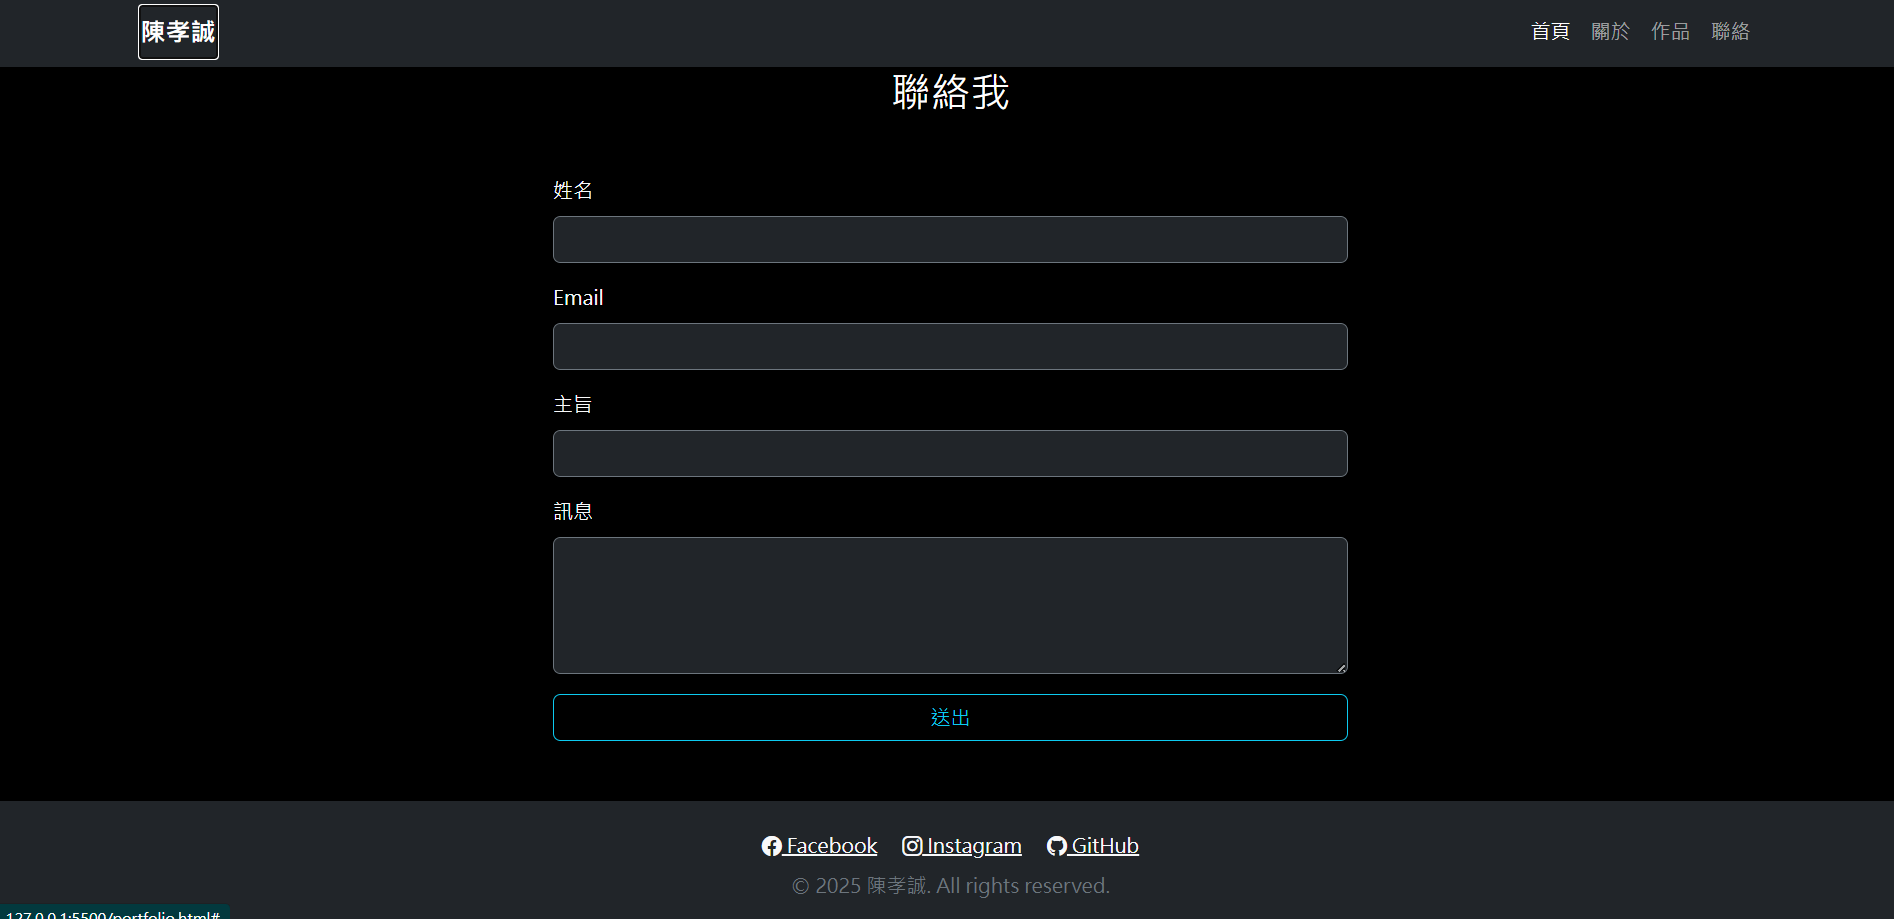 陳孝誠
首頁 關於 作品 聯絡
聯絡我
姓名
Email
主旨
訊息
送出
Facebook Instagram GitHub
© 2025 陳孝誠. All rights reserved.
127.0.0.1:5500/portfolio.html#